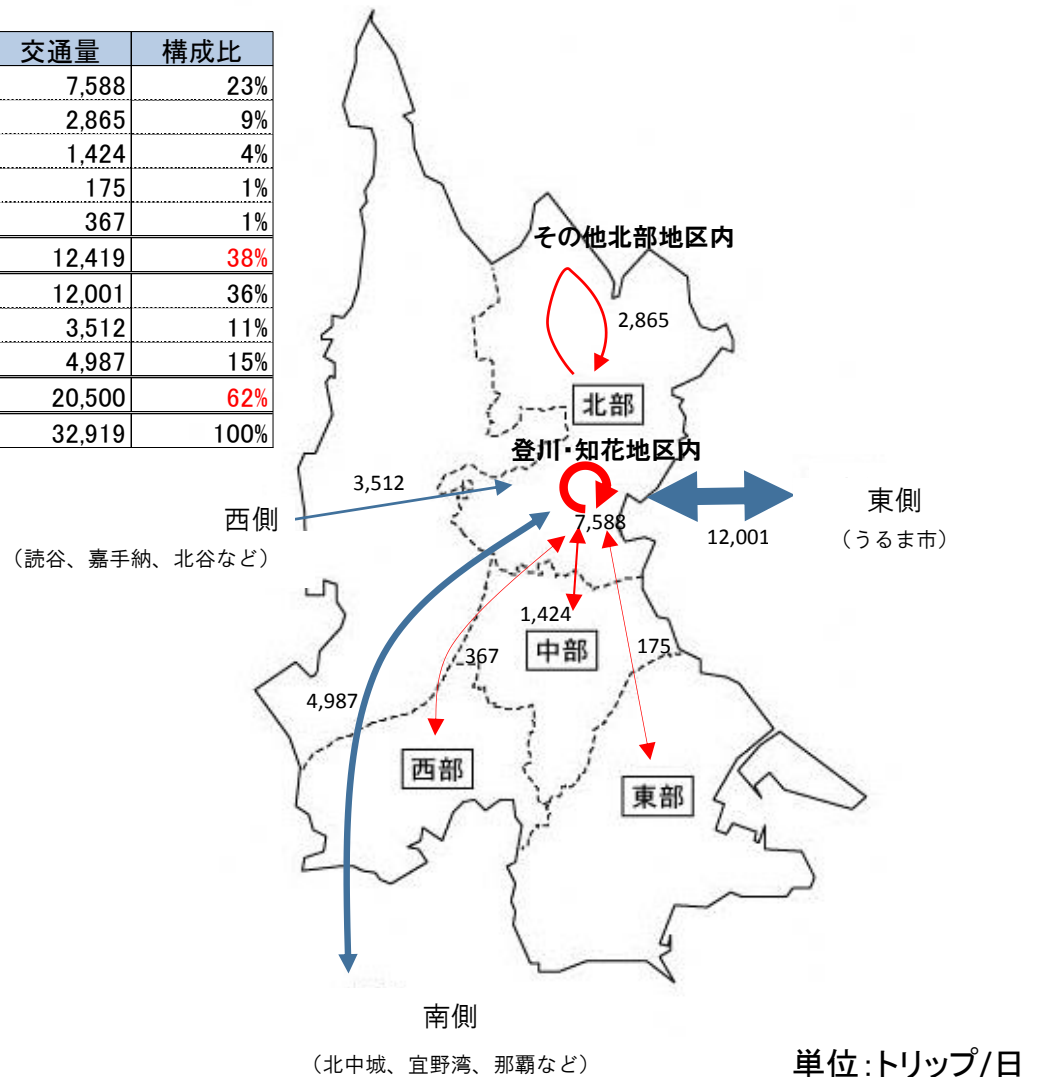 交通量 構成比
7,588 23%
2,865 9%
1,424 4%
175 1%
367 1%
12,419 38%
12,001 36%
3,512 11%
4,987 15%
20,500 62%
32,919 100%
その他北部地区内
2,865
北部
登川・知花地区内
3,512
7,588
西側
(読谷、嘉手納、北谷など)
12,001
東側
(うるま市)
1,424
中部
367
175
4,987
西部
東部
南側
(北中城、宜野湾、那覇など)
単位:トリップ/日